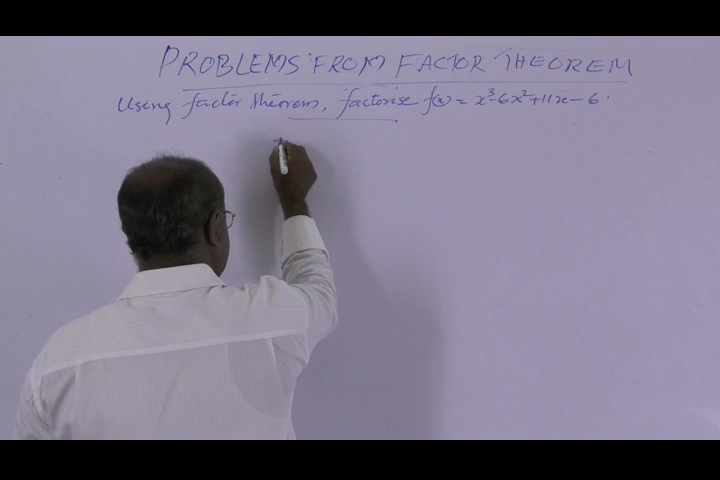 PROBLEMS FROM FACTOR THEOREM
Using factor theorem, factorise f(x) = x³-6x²+11x-6.